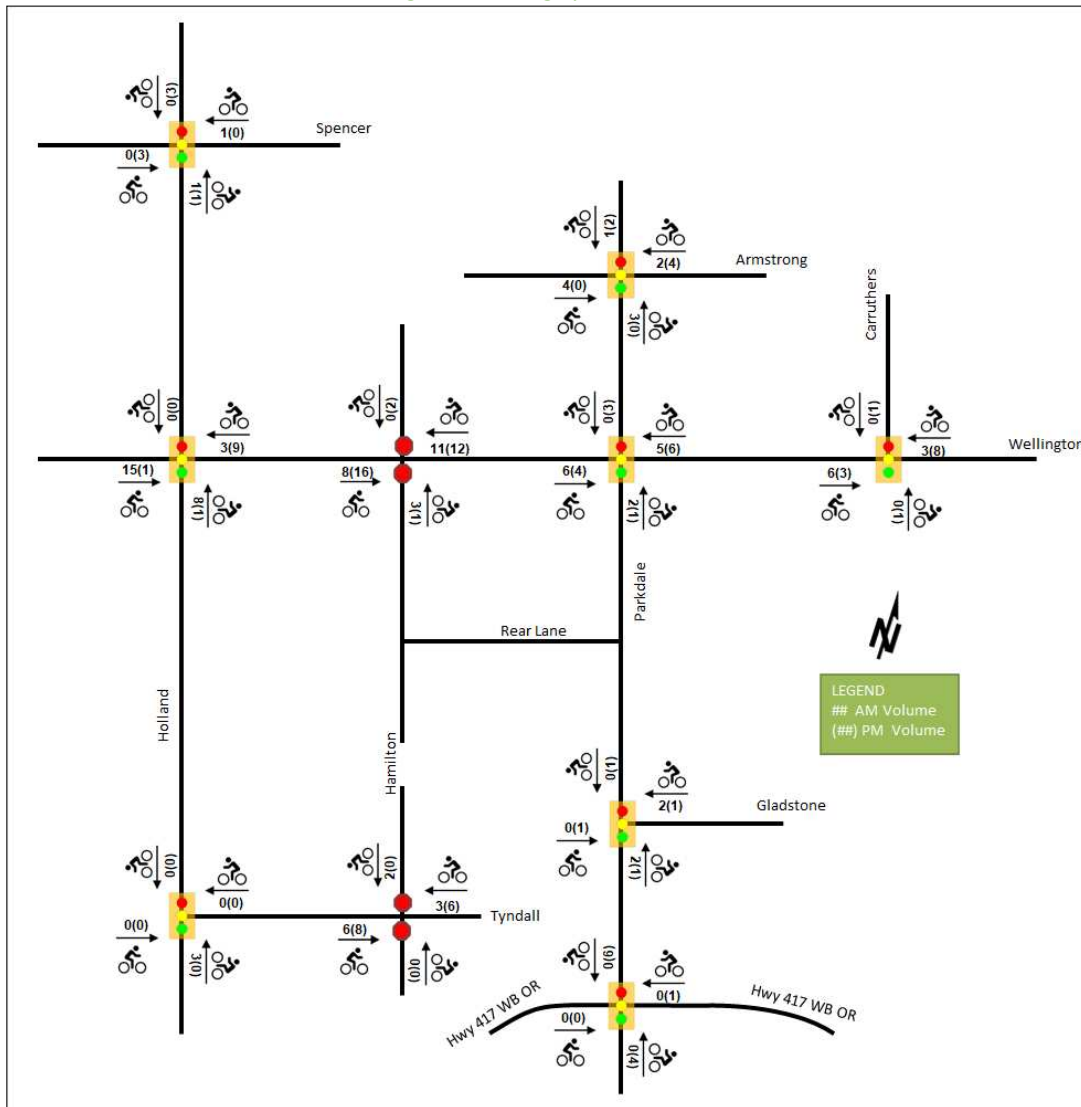 0(3)
1(0)
Spencer
0(3)
1(1)
1(2)
2(4)
Armstrong
4(0)
3(0)
Carruthers
0(0)
3(9)
15(1)
8(1)
0(2)
11(12)
8(16)
3(1)
0(3)
5(6)
6(4)
2(1)
0(1)
3(8)
Wellington
6(3)
0(1)
Parkdale
Rear Lane
Holland
Hamilton
LEGEND
## AM Volume
(##) PM Volume
0(1)
2(1)
Gladstone
0(1)
2(1)
0(0)
0(0)
0(0)
3(0)
2(0)
3(6)
Tyndall
6(8)
0(0)
0(6)
0(1)
Hwy 417 WB OR
Hwy 417 WB OR
0(0)
0(4)
N